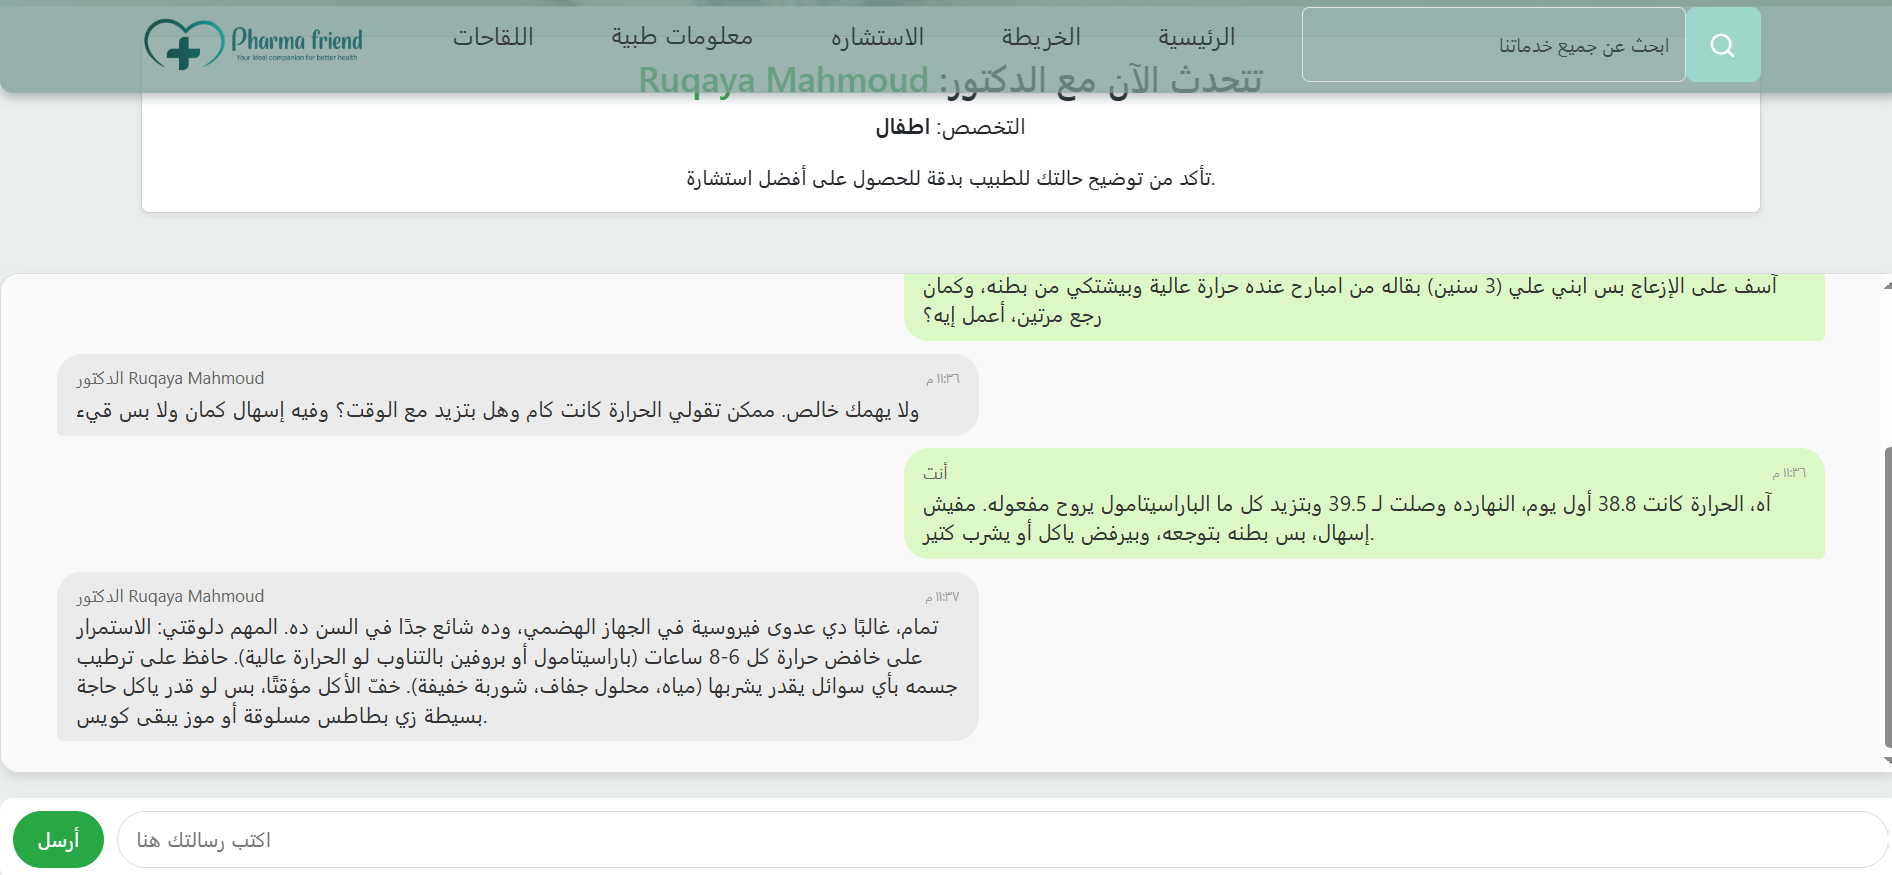 Pharma friend
Your ideal companion for better health
اللقاحات
معلومات طبية
الاستشاره
الخريطة
الرئيسية
ابحث عن جميع خدماتنا
تتحدث الآن مع الدكتور: Ruqaya Mahmoud
التخصص: اطفال
تأكد من توضيح حالتك للطبيب بدقة للحصول على أفضل استشارة.
آسف على الإزعاج بس ابني علي (3 سنين) بقاله من امبارح عنده حرارة عالية وبيشتكي من بطنه، وكمان
رجع مرتين، أعمل إيه؟
الدكتور Ruqaya Mahmoud
١١:٣٦ م
ولا يهمك خالص. ممكن تقولي الحرارة كانت كام وهل بتزيد مع الوقت؟ وفيه إسهال كمان ولا بس قيء
أنت
١١:٣٦ م
آه، الحرارة كانت 38.8 أول يوم، النهارده وصلت لـ 39.5 وبتزيد كل ما الباراسيتامول يروح مفعوله. مفيش
إسهال، بس بطنه بتوجعه، وبيرفض ياكل أو يشرب كتير.
الدكتور Ruqaya Mahmoud
١١:٣٧ م
تمام، غالبًا دي عدوى فيروسية في الجهاز الهضمي، وده شائع جدًا في السن ده. المهم دلوقتي: الاستمرار
على خافض حرارة كل 6-8 ساعات (باراسيتامول أو بروفين بالتناوب لو الحرارة عالية). حافظ على ترطيب
جسمه بأي سوائل يقدر يشربها (مياه، محلول جفاف، شوربة خفيفة). خفّ الأكل مؤقتًا، بس لو قدر ياكل حاجة
بسيطة زي بطاطس مسلوقة أو موز يبقى كويس.
أرسل
اكتب رسالتك هنا